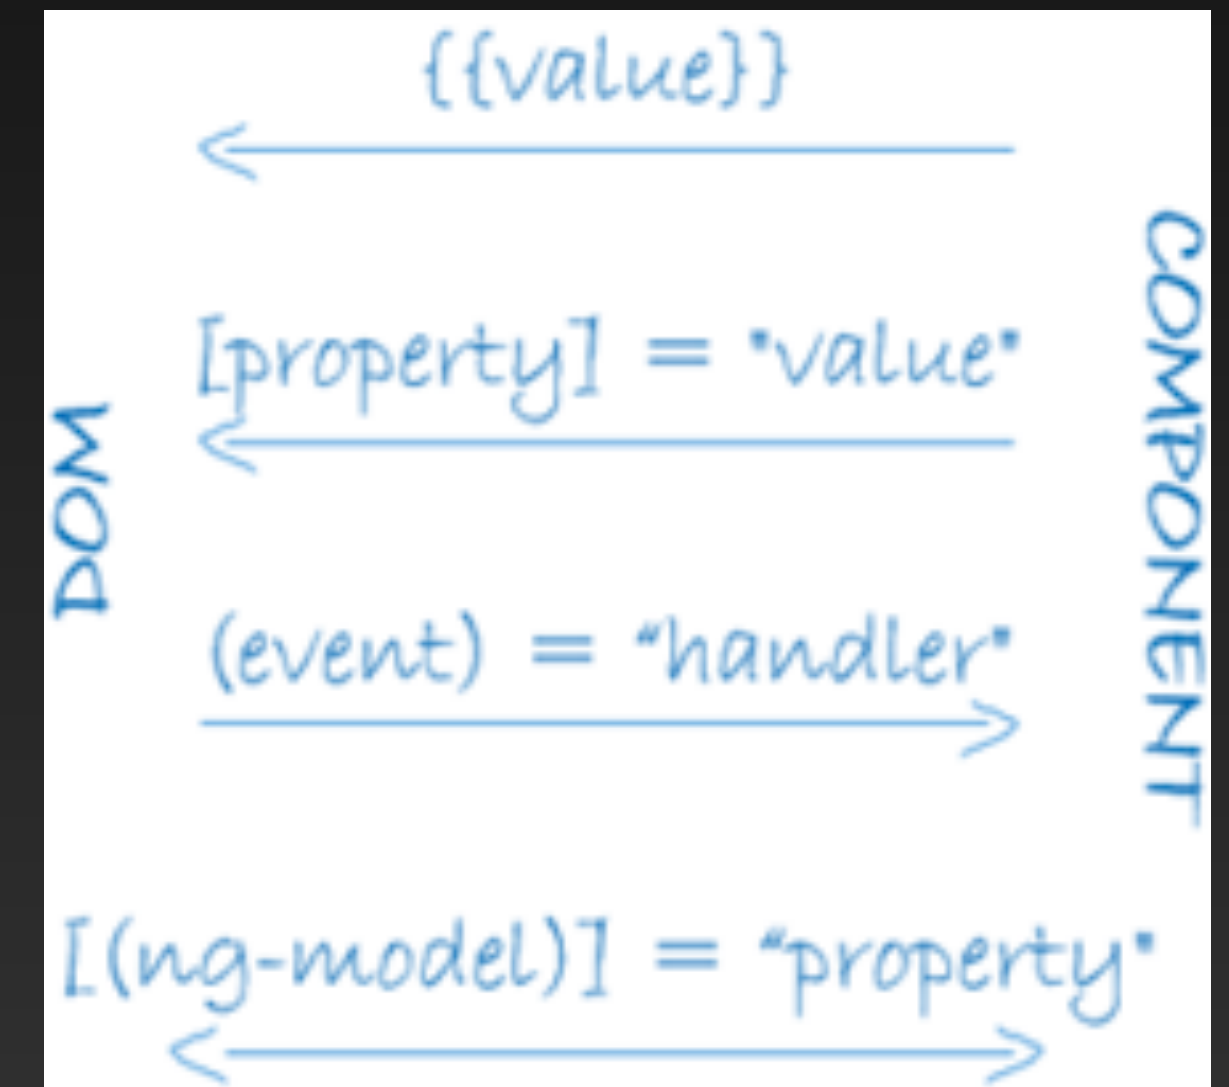 {{value}}
[property] = "value"
(event) = “handler"
[(ng-model)] = “property"
DOM
COMPONENT